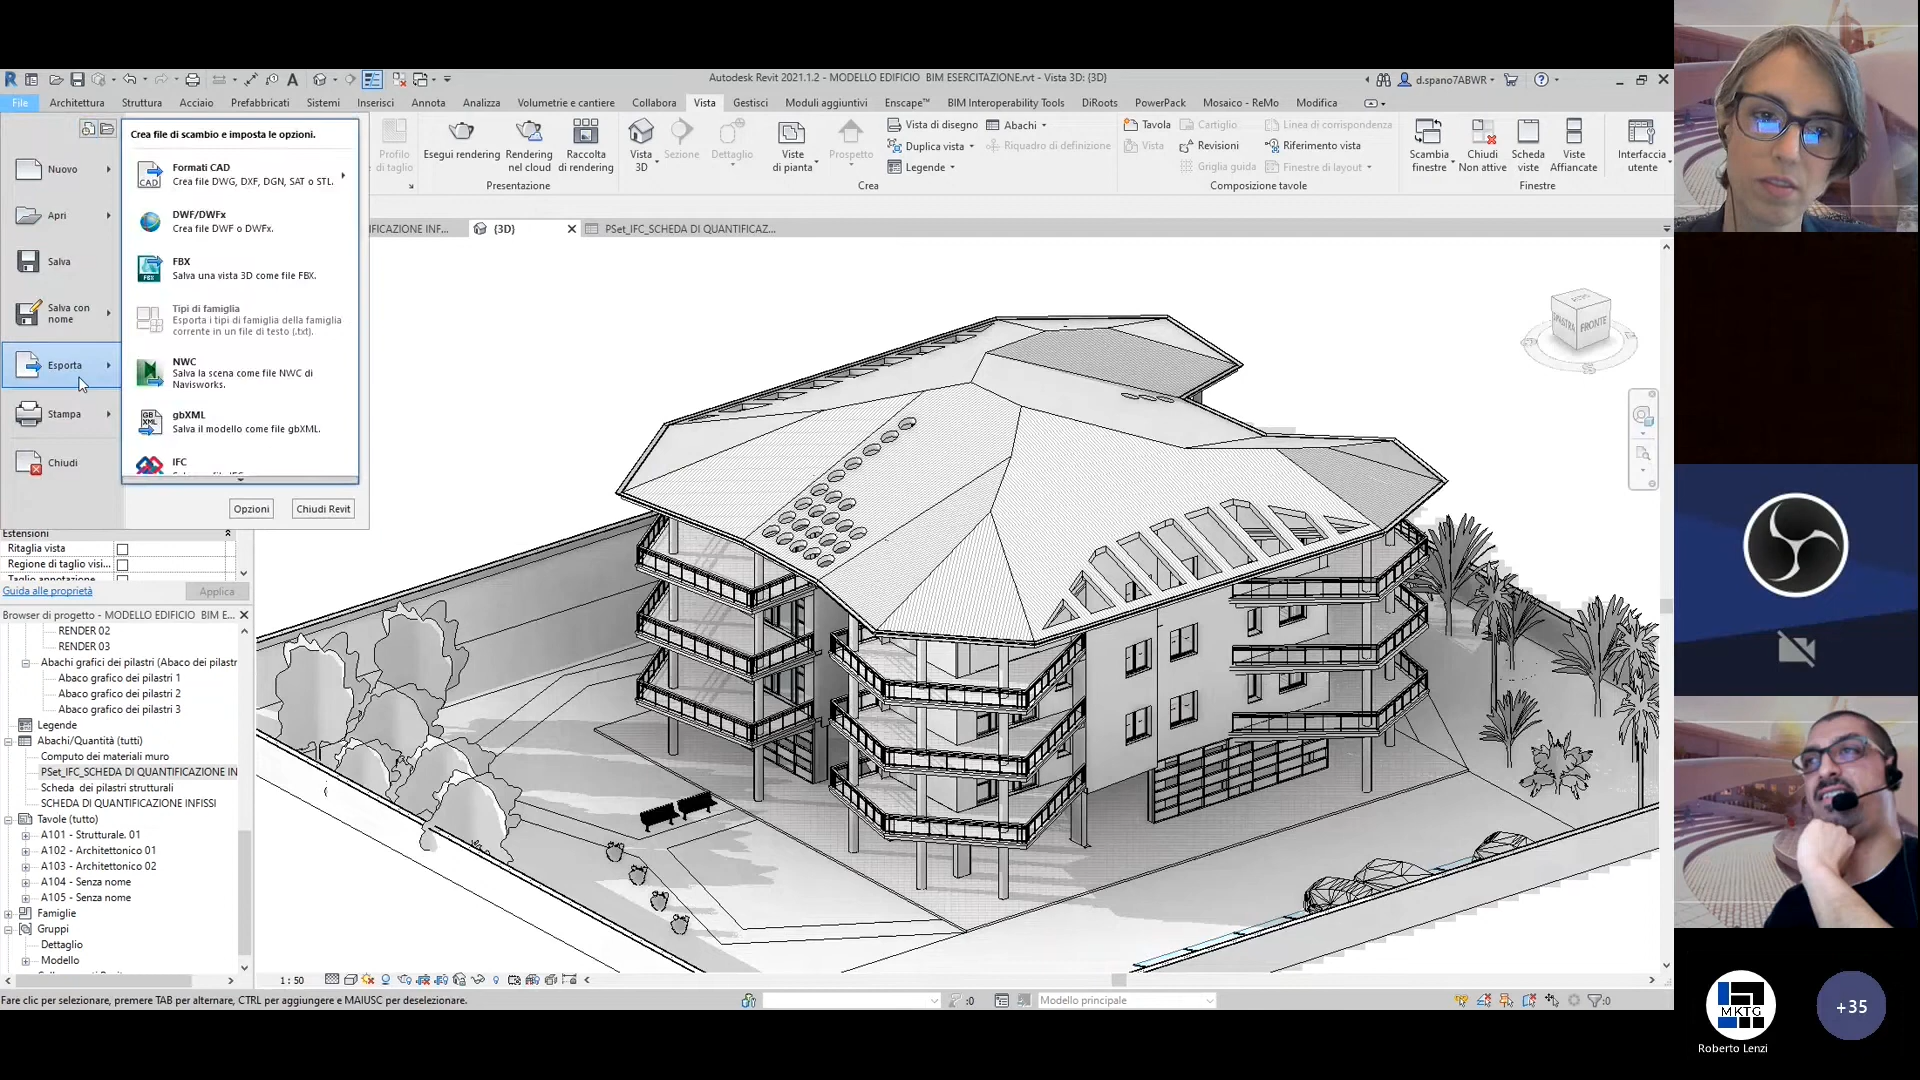 Autodesk Revit 2021.1.2 - MODELLO EDIFICIO BIM ESERCITAZIONE.rvt - Vista 3D: {3D}
d.spano7ABWR
File Architettura Struttura Acciaio Prefabbricati Sistemi Inserisci Annota Analizza Volumetrie e cantiere Collabora Vista Gestisci Moduli aggiuntivi Enscape™ BIM Interoperability Tools DiRoots PowerPack Mosaico - ReMo Modifica
Crea file di scambio e imposta le opzioni.
Nuovo
Apri
Salva
Salva con
nome
Esporta
Stampa
Chiudi
Formati CAD
Crea file DWG, DXF, DGN, SAT o STL.
DWF/DWFx
Crea file DWF o DWFx.
FBX
Salva una vista 3D come file FBX.
Tipi di famiglia
Esporta i tipi di famiglia della famiglia
corrente in un file di testo (.txt).
NWC
Salva la scena come file NWC di
Navisworks.
gbXML
Salva il modello come file gbXML.
IFC
Opzioni
Chiudi Revit
Profilo
di taglio
Esegui rendering
Rendering
nel cloud
Raccolta
di rendering
Presentazione
Vista
3D
Sezione
Dettaglio
Viste
di pianta
Prospetto
Vista di disegno
Duplica vista
Legende
Abachi
Riquadro di definizione
Crea
Tavola
Vista
Cartiglio
Revisioni
Griglia guida
Linea di corrispondenza
Riferimento vista
Finestre di layout
Composizione tavole
Scambia
finestre
Chiudi
Non attive
Scheda
viste
Viste
Affiancate
Finestre
Interfaccia
utente
IFICAZIONE INF...
{3D}
PSet_IFC_SCHEDA DI QUANTIFICAZ...
SINISTRA
FRONTE
Estensioni
Ritaglia vista
Regione di taglio visi...
Taglio annotazione
Guida alle proprietà
Applica
Browser di progetto - MODELLO EDIFICIO BIM E...
RENDER 02
RENDER 03
Abachi grafici dei pilastri (Abaco dei pilastr
Abaco grafico dei pilastri 1
Abaco grafico dei pilastri 2
Abaco grafico dei pilastri 3
Legende
Abachi/Quantità (tutti)
Computo dei materiali muro
PSet_IFC_SCHEDA DI QUANTIFICAZIONE IN
Scheda dei pilastri strutturali
SCHEDA DI QUANTIFICAZIONE INFISSI
Tavole (tutto)
A101 - Strutturale. 01
A102 - Architettonico 01
A103 - Architettonico 02
A104 - Senza nome
A105 - Senza nome
Famiglie
Gruppi
Dettaglio
Modello
1 : 50
Fare clic per selezionare, premere TAB per alternare, CTRL per aggiungere e MAIUSC per deselezionare.
:0
Modello principale
:0
MKTG
Roberto Lenzi
+35